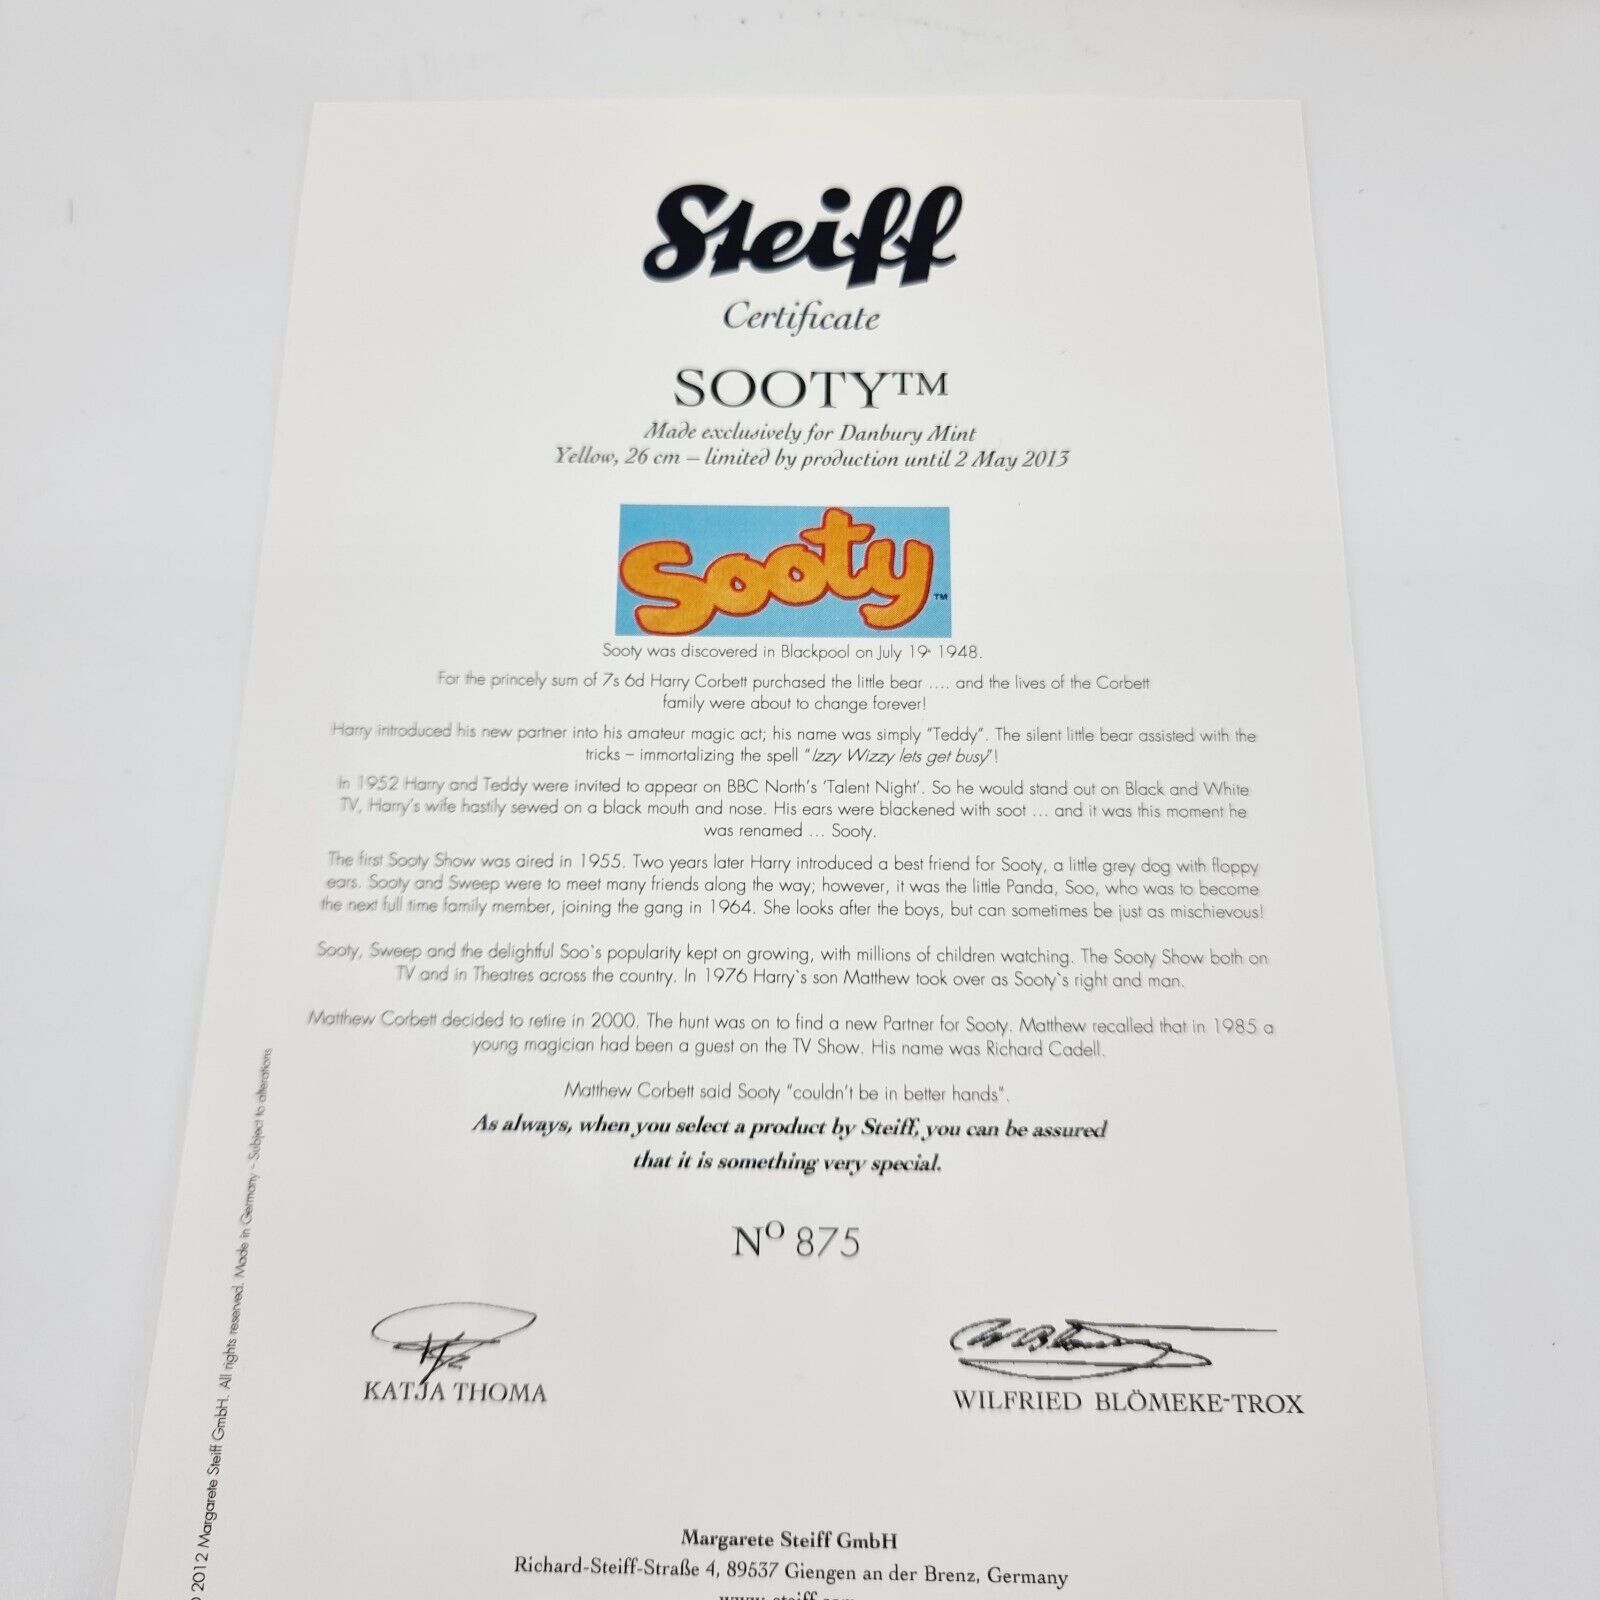 Steiff
Certificate
SOOTY™
Made exclusively for Danbury Mint
Yellow, 26 cm – limited by production until 2 May 2013
Sooty™
Sooty was discovered in Blackpool on July 19 1948.
For the princely sum of 7s 6d Harry Corbett purchased the little bear .... and the lives of the Corbett
family were about to change forever!
Harry introduced his new partner into his amateur magic act; his name was simply "Teddy". The silent little bear assisted with the
tricks – immortalizing the spell "Izzy Wizzy lets get busy"!
In 1952 Harry and Teddy were invited to appear on BBC North's 'Talent Night'. So he would stand out on Black and White
TV, Harry's wife hastily sewed on a black mouth and nose. His ears were blackened with soot ... and it was this moment he
was renamed ... Sooty.
The first Sooty Show was aired in 1955. Two years later Harry introduced a best friend for Sooty, a little grey dog with floppy
ears. Sooty and Sweep were to meet many friends along the way; however, it was the little Panda, Soo, who was to become
the next full time family member, joining the gang in 1964. She looks after the boys, but can sometimes be just as mischievous!
Sooty, Sweep and the delightful Soo`s popularity kept on growing, with millions of children watching. The Sooty Show both on
TV and in Theatres across the country. In 1976 Harry`s son Matthew took over as Sooty`s right and man.
Matthew Corbett decided to retire in 2000. The hunt was on to find a new Partner for Sooty. Matthew recalled that in 1985 a
young magician had been a guest on the TV Show. His name was Richard Cadell.
Matthew Corbett said Sooty "couldn't be in better hands".
As always, when you select a product by Steiff, you can be assured
that it is something very special.
Nº 875
KATJA THOMA
WILFRIED BLÖMEKE-TROX
Margarete Steiff GmbH
Richard-Steiff-Straße 4, 89537 Giengen an der Brenz, Germany
www.steiff.com
© 2012 Margarete Steiff GmbH. All rights reserved. Made in Germany - Subject to alterations